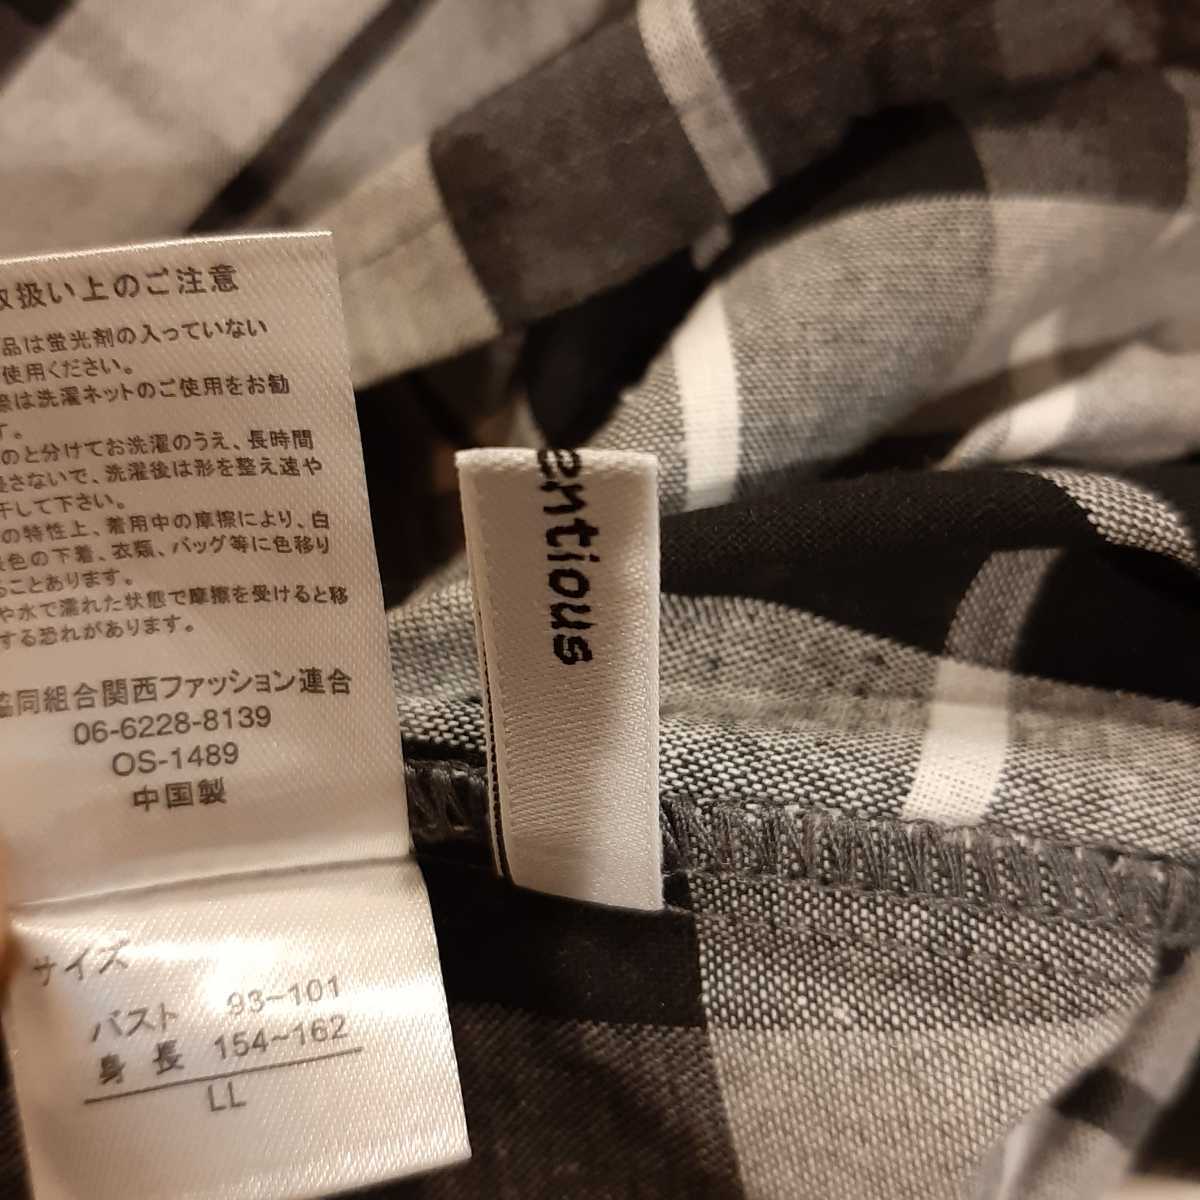 取扱い上のご注意
品は蛍光剤の入っていない
使用ください。
際は洗濯ネットのご使用をお勧
す。
のと分けてお洗濯のうえ、長時間
浸さないで、洗濯後は形を整え速や
干して下さい。
の特性上、着用中の摩擦により、白
淡色の下着、衣類、バッグ等に色移り
ることあります。
や水で濡れた状態で摩擦を受けると移
する恐れがあります。
協同組合関西ファッション連合
06-6228-8139
OS-1489
中国製
サイズ
バスト 93~101
身長 154~162
LL
entious